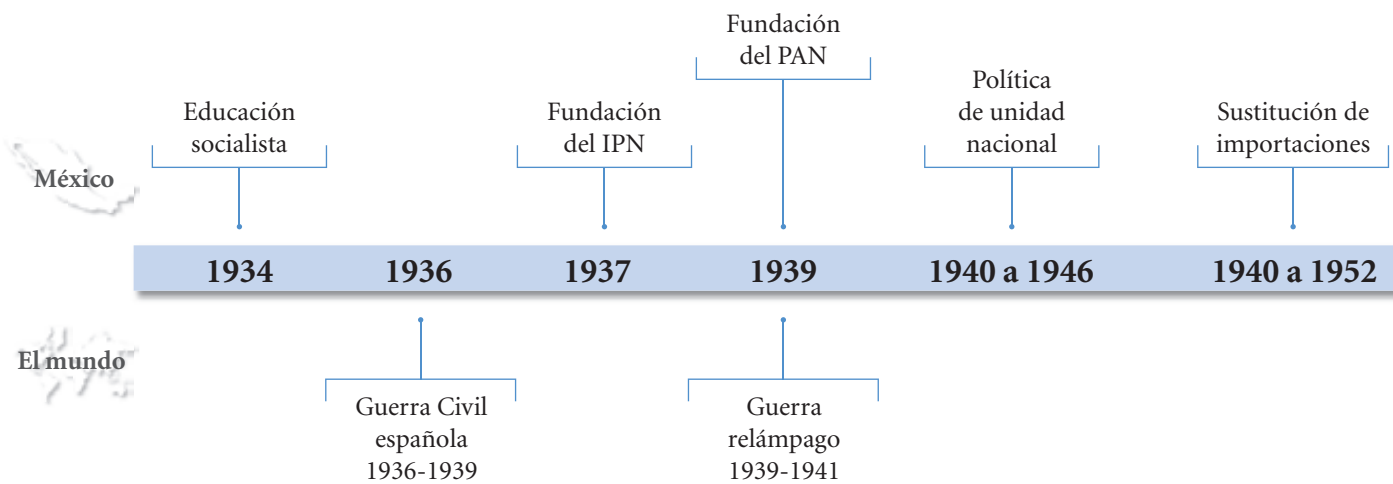 Fundación
del PAN
Educación
socialista
Fundación
del IPN
Política
de unidad
nacional
Sustitución de
importaciones
México
1934 1936 1937 1939 1940 a 1946 1940 a 1952
El mundo
Guerra Civil
española
1936-1939
Guerra
relámpago
1939-1941